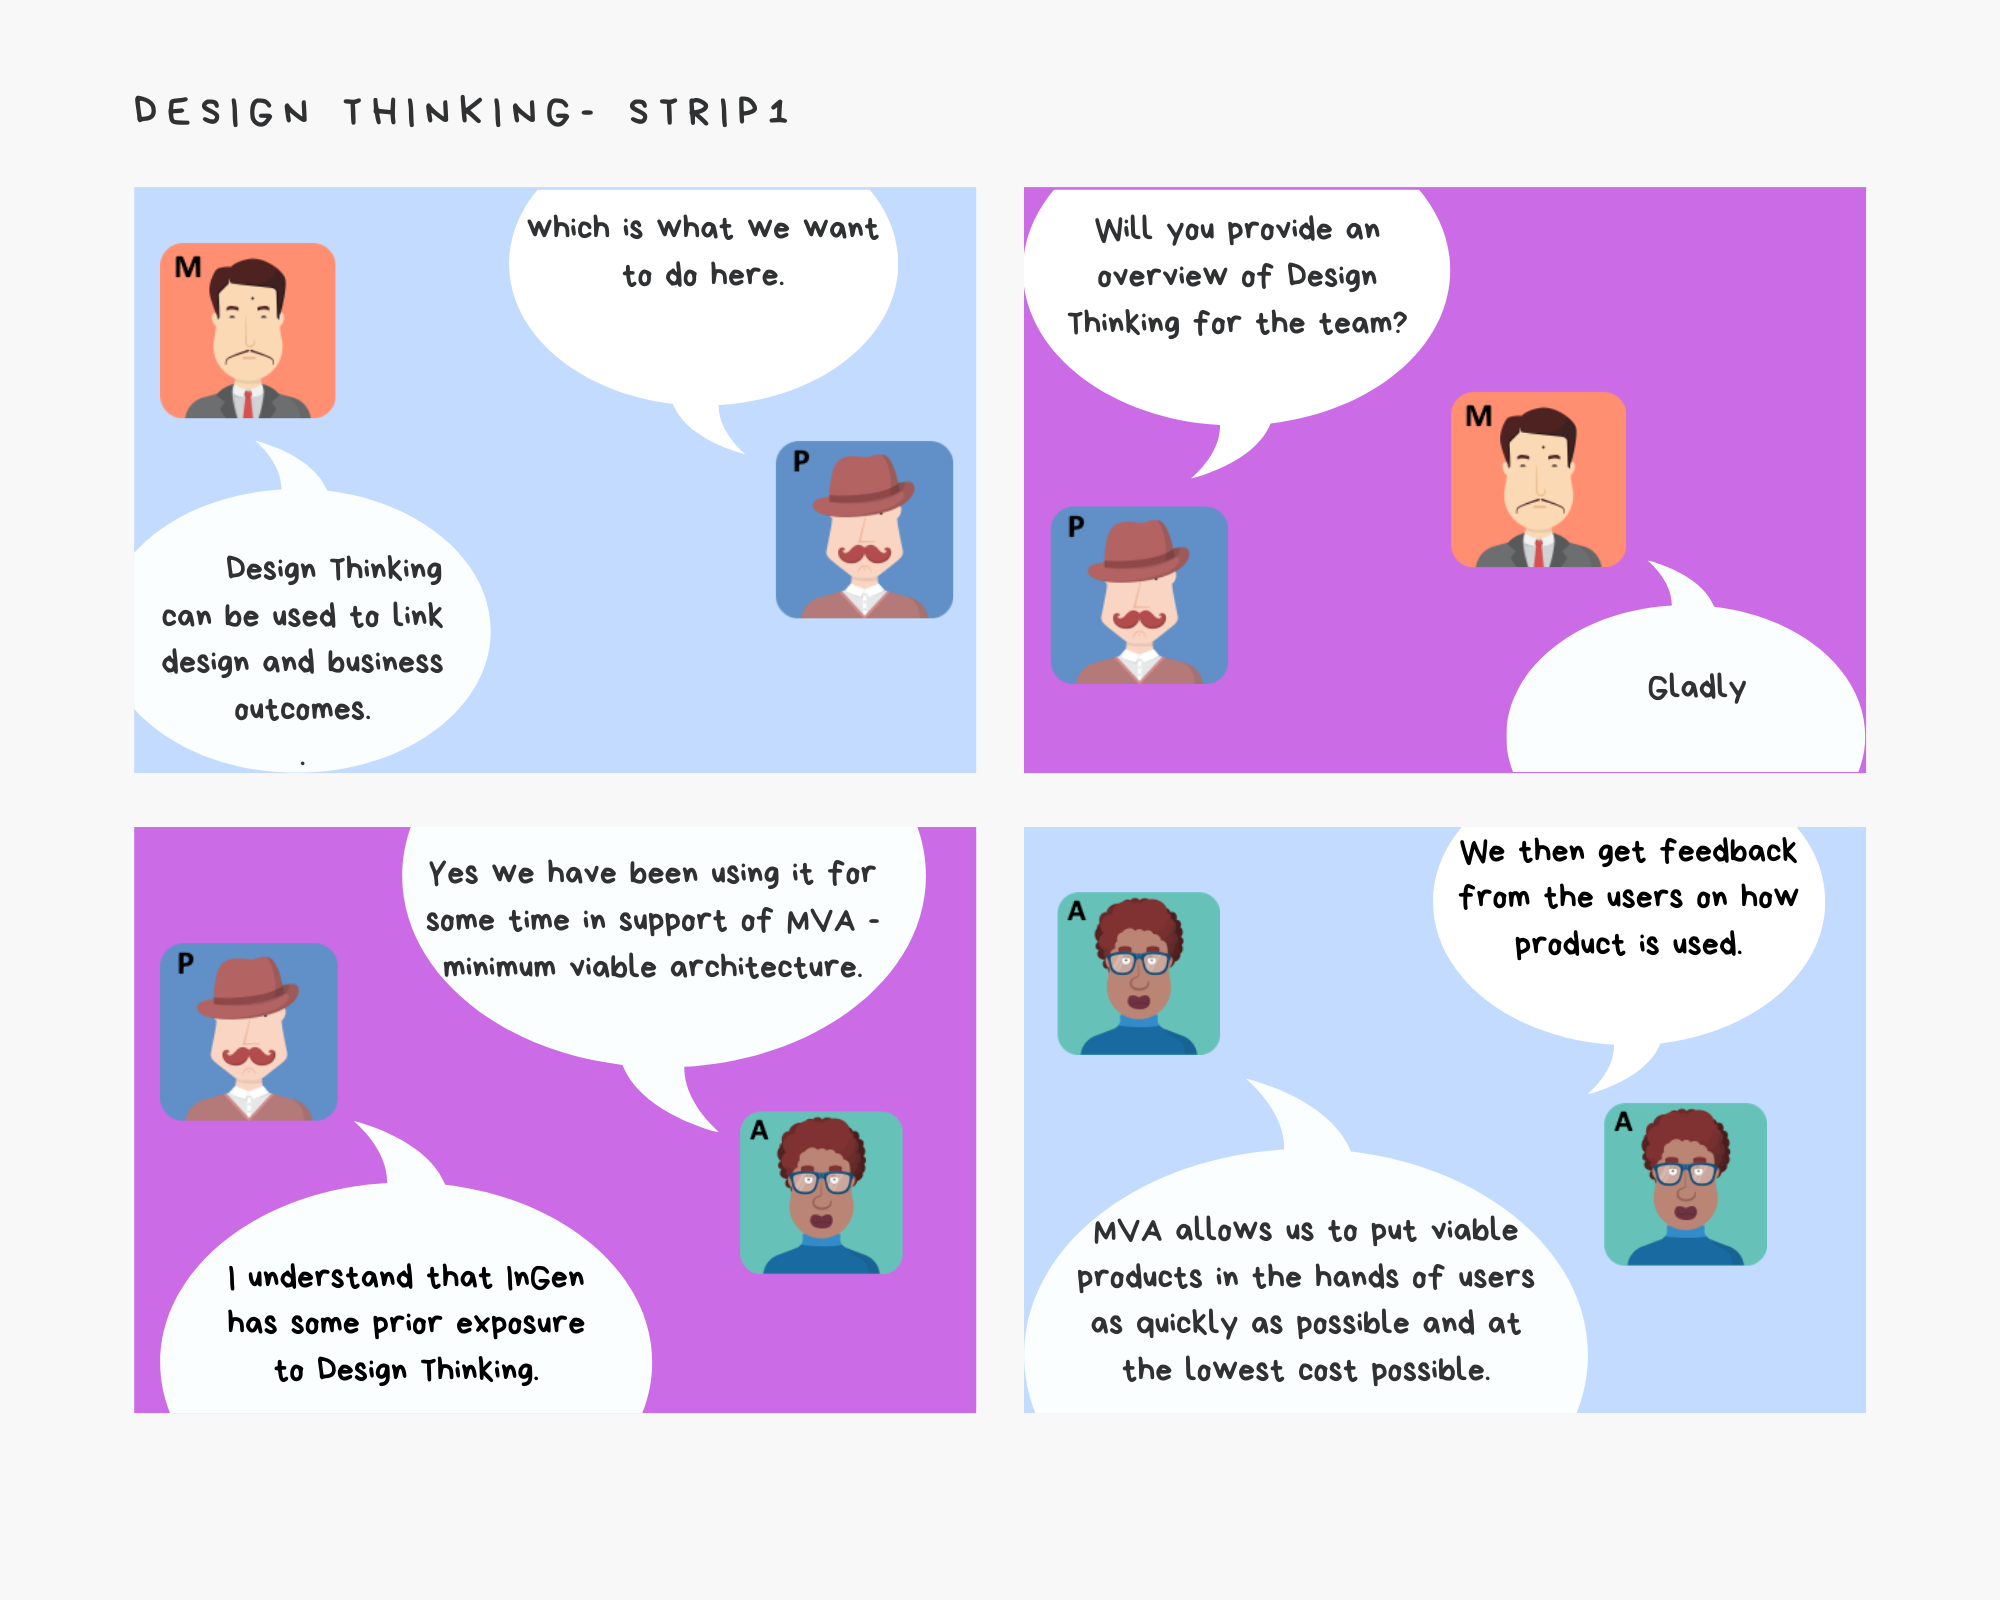 DESIGN THINKING- STRIP1
M
Design Thinking
can be used to link
design and business
outcomes.
.
which is what we want
to do here.
P
Will you provide an
overview of Design
Thinking for the team?
P
M
Gladly
P
I understand that InGen
has some prior exposure
to Design Thinking.
Yes we have been using it for
some time in support of MVA -
minimum viable architecture.
A
A
MVA allows us to put viable
products in the hands of users
as quickly as possible and at
the lowest cost possible.
We then get feedback
from the users on how
product is used.
A